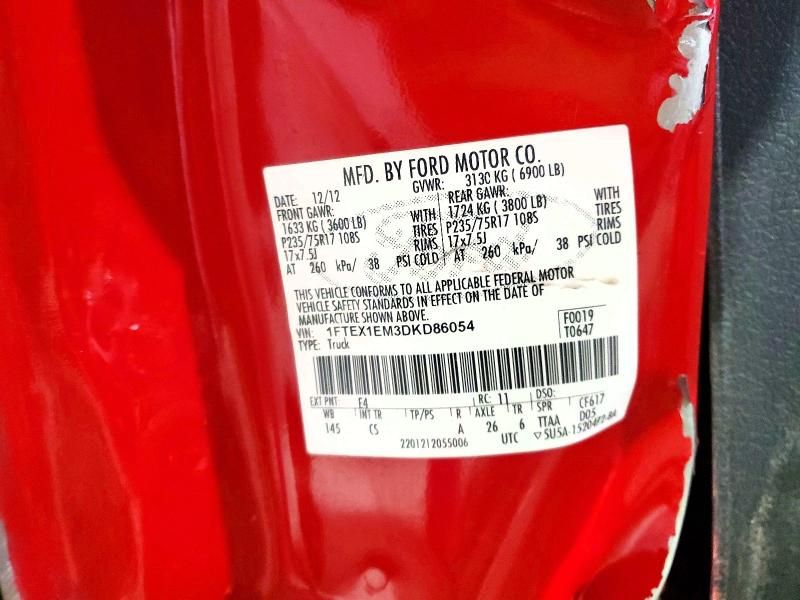 MFD. BY FORD MOTOR CO.
DATE: 12/12 GVWR: 3130 KG ( 6900 LB)
FRONT GAWR: REAR GAWR:
1633 KG ( 3600 LB) WITH 1724 KG ( 3800 LB) WITH
P235/75R17 108S TIRES P235/75R17 108S TIRES
17x7.5J RIMS 17x7.5J RIMS
AT 260 kPa/ 38 PSI COLD AT 260 kPa/ 38 PSI COLD
THIS VEHICLE CONFORMS TO ALL APPLICABLE FEDERAL MOTOR
VEHICLE SAFETY STANDARDS IN EFFECT ON THE DATE OF
MANUFACTURE SHOWN ABOVE.
VIN: 1FTEX1EM3DKD86054 F0019
TYPE: Truck T0647
EXT PNT: E4 RC: 11 DSO:
WB INT TR TP/PS R AXLE TR SPR CF617
145 CS A 26 6 TTAA D05
2201212055006 UTC ▽SU5A-1520472-BA